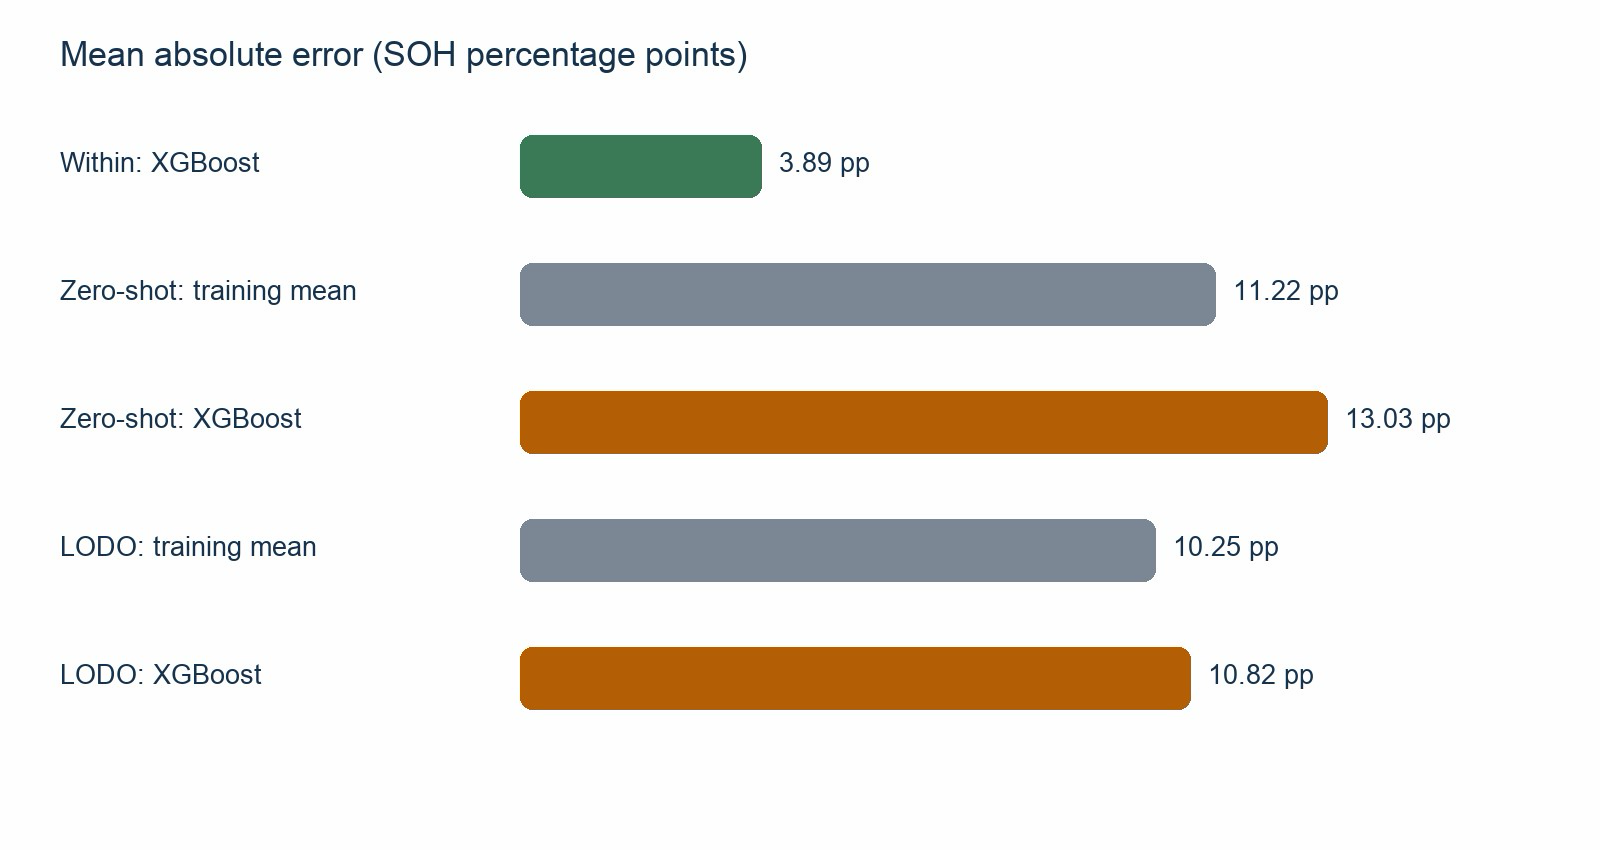 Mean absolute error (SOH percentage points)
Within: XGBoost 3.89 pp
Zero-shot: training mean 11.22 pp
Zero-shot: XGBoost 13.03 pp
LODO: training mean 10.25 pp
LODO: XGBoost 10.82 pp